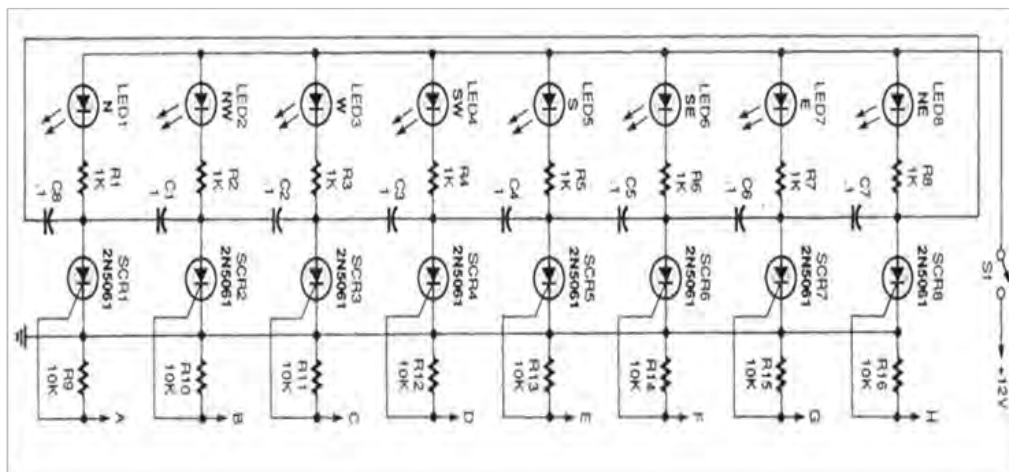 LED1
N
LED2
NW
LED3
W
LED4
SW
LED5
S
LED6
SE
LED7
E
LED8
NE
R1
1K
R2
1K
R3
1K
R4
1K
R5
1K
R6
1K
R7
1K
R8
1K
C8
.1
C1
.1
C2
.1
C3
.1
C4
.1
C5
.1
C6
.1
C7
.1
SCR1
2N5061
SCR2
2N5061
SCR3
2N5061
SCR4
2N5061
SCR5
2N5061
SCR6
2N5061
SCR7
2N5061
SCR8
2N5061
S1
+12V
R9
10K
R10
10K
R11
10K
R12
10K
R13
10K
R14
10K
R15
10K
R16
10K
A
B
C
D
E
F
G
H